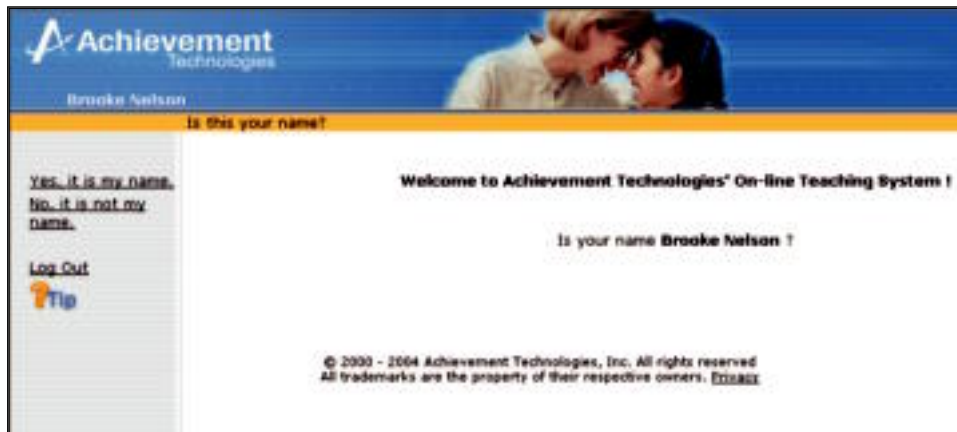 Achievement
Technologies
Brooke Nelson
Is this your name?
Yes, it is my name.
No, it is not my
name.
Log Out
?Tip
Welcome to Achievement Technologies' On-line Teaching System !
Is your name Brooke Nelson ?
© 2000 - 2004 Achievement Technologies, Inc. All rights reserved
All trademarks are the property of their respective owners. Privacy